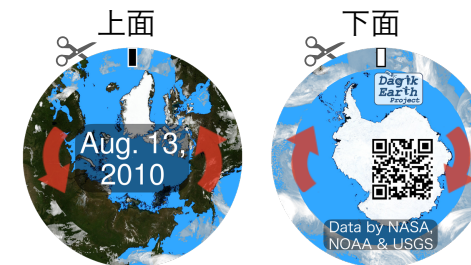 上面
下面
Aug. 13,
2010
Dagik
Earth
Project
Data by NASA,
NOAA & USGS